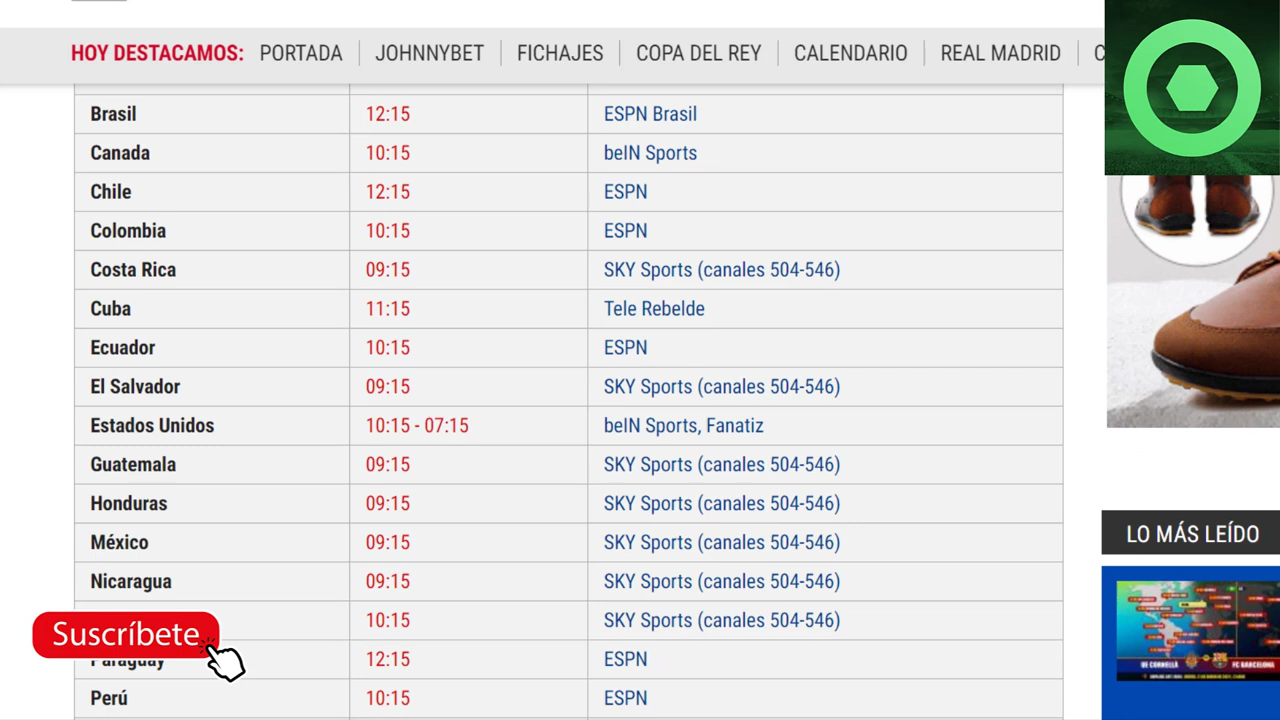 HOY DESTACAMOS: PORTADA JOHNNYBET FICHAJES COPA DEL REY CALENDARIO REAL MADRID C
Brasil 12:15 ESPN Brasil
Canada 10:15 beIN Sports
Chile 12:15 ESPN
Colombia 10:15 ESPN
Costa Rica 09:15 SKY Sports (canales 504-546)
Cuba 11:15 Tele Rebelde
Ecuador 10:15 ESPN
El Salvador 09:15 SKY Sports (canales 504-546)
Estados Unidos 10:15 - 07:15 beIN Sports, Fanatiz
Guatemala 09:15 SKY Sports (canales 504-546)
Honduras 09:15 SKY Sports (canales 504-546)
México 09:15 SKY Sports (canales 504-546)
Nicaragua 09:15 SKY Sports (canales 504-546)
10:15 SKY Sports (canales 504-546)
Paraguay 12:15 ESPN
Perú 10:15 ESPN
Suscríbete
LO MÁS LEÍDO
UE CORNELLÀ FC BARCELONA